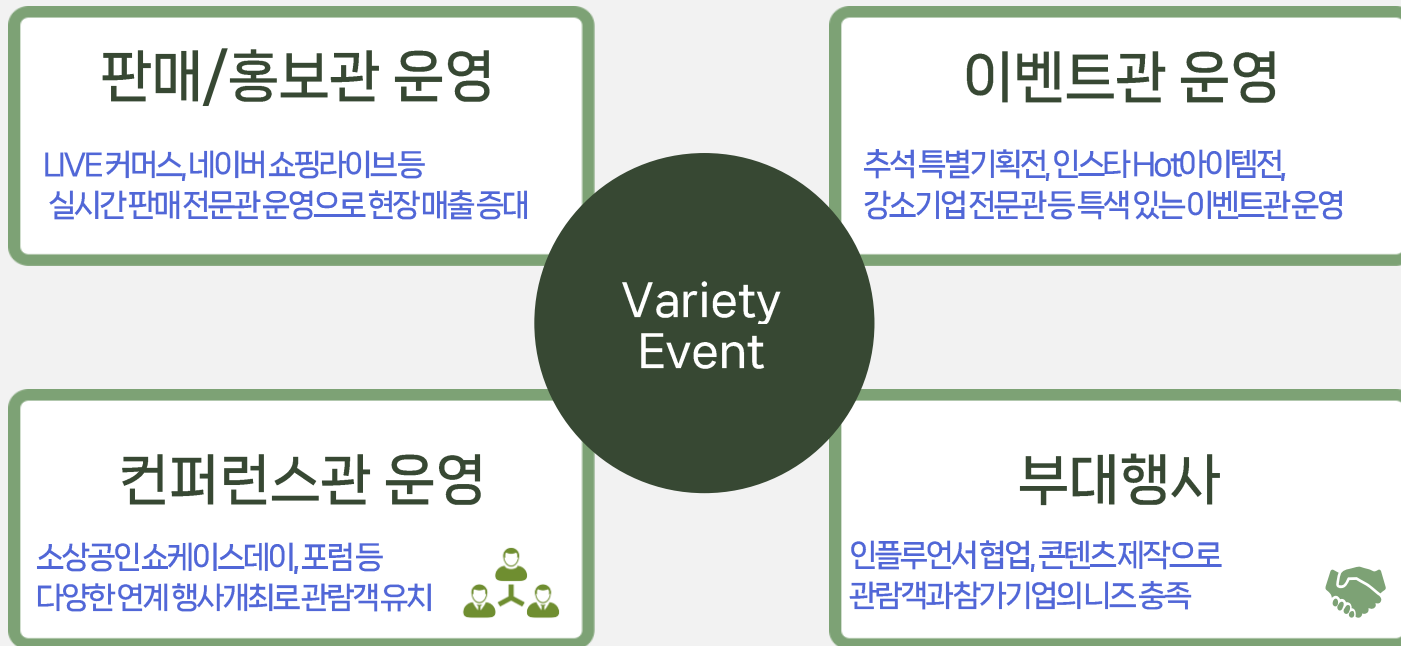 판매/홍보관 운영
LIVE 커머스, 네이버 쇼핑라이브 등
실시간 판매 전문관 운영으로 현장 매출 증대
이벤트관 운영
추석 특별기획전, 인스타 Hot아이템전,
강소기업 전문관 등 특색 있는 이벤트관 운영
Variety
Event
컨퍼런스관 운영
소상공인 쇼케이스데이, 포럼 등
다양한 연계 행사 개최로 관람객 유치
부대행사
인플루언서 협업, 콘텐츠 제작으로
관람객과 참가기업의 니즈 충족